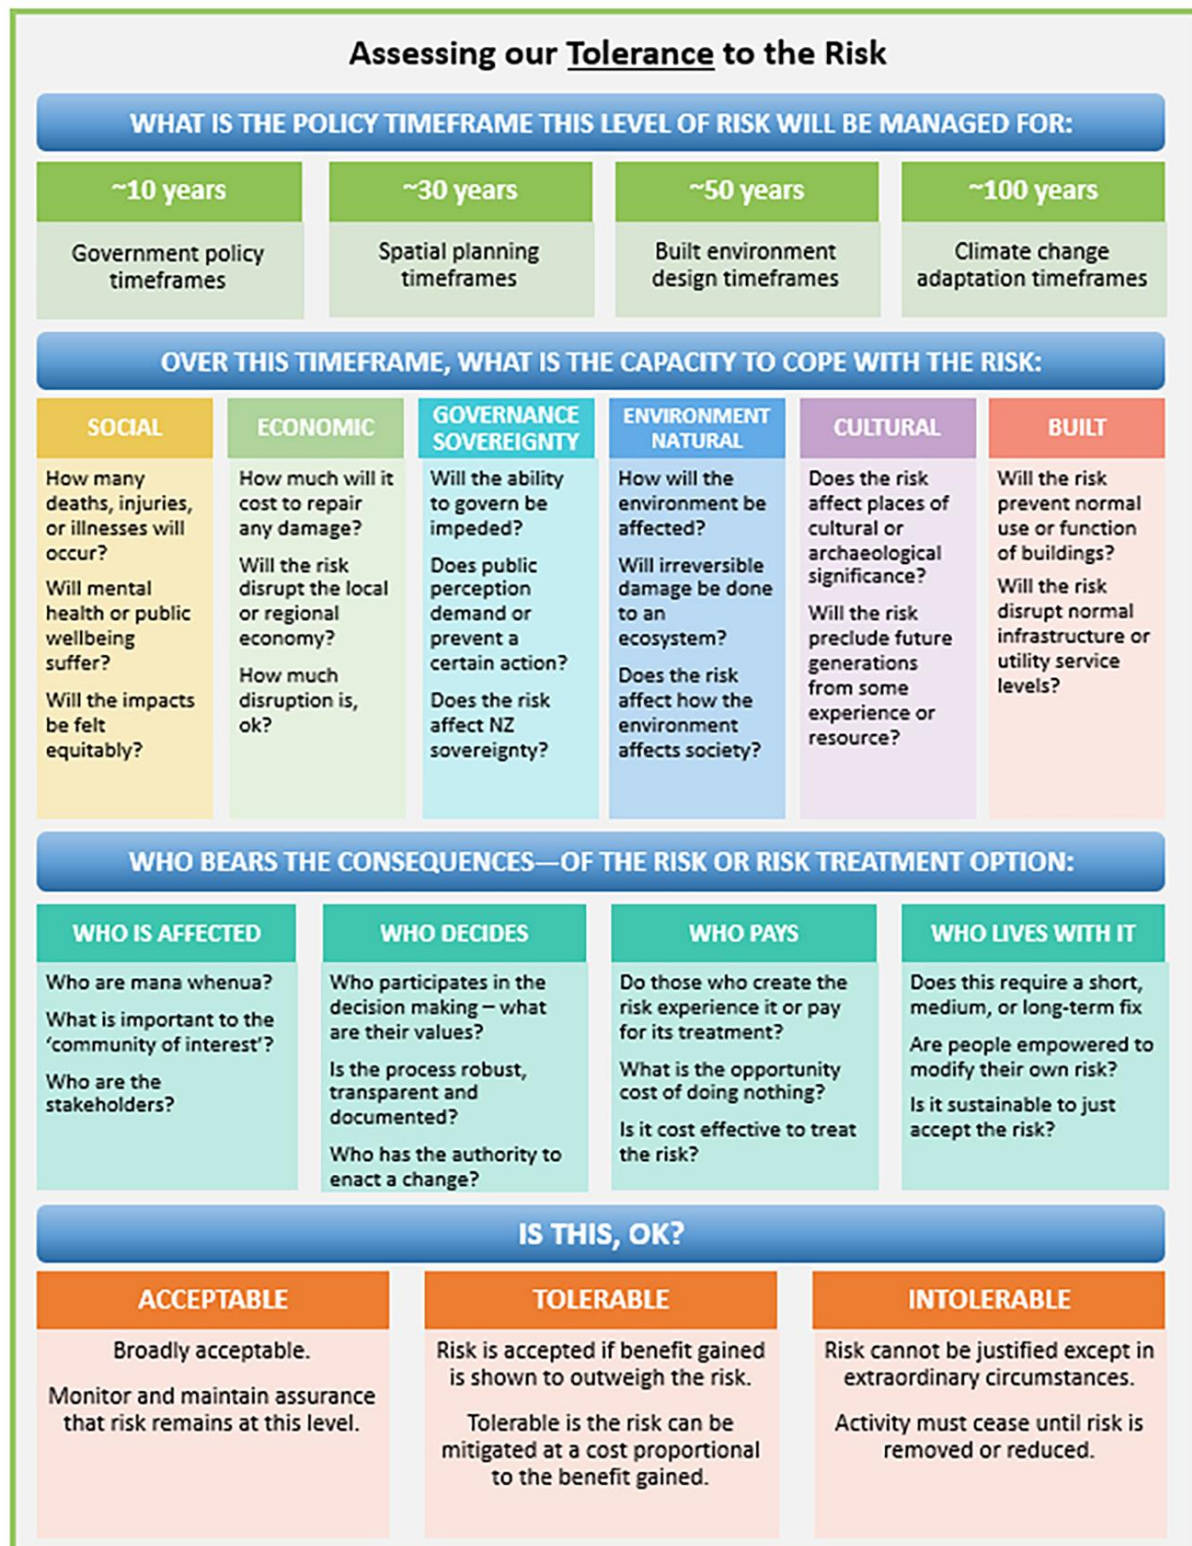 Assessing our Tolerance to the Risk
WHAT IS THE POLICY TIMEFRAME THIS LEVEL OF RISK WILL BE MANAGED FOR:
~10 years
Government policy
timeframes
~30 years
Spatial planning
timeframes
~50 years
Built environment
design timeframes
~100 years
Climate change
adaptation timeframes
OVER THIS TIMEFRAME, WHAT IS THE CAPACITY TO COPE WITH THE RISK:
SOCIAL
How many
deaths, injuries,
or illnesses will
occur?
Will mental
health or public
wellbeing
suffer?
Will the impacts
be felt
equitably?
ECONOMIC
How much will it
cost to repair
any damage?
Will the risk
disrupt the local
or regional
economy?
How much
disruption is,
ok?
GOVERNANCE
SOVEREIGNTY
Will the ability
to govern be
impeded?
Does public
perception
demand or
prevent a
certain action?
Does the risk
affect NZ
sovereignty?
ENVIRONMENT
NATURAL
How will the
environment be
affected?
Will irreversible
damage be done
to an
ecosystem?
Does the risk
affect how the
environment
affects society?
CULTURAL
Does the risk
affect places of
cultural or
archaeological
significance?
Will the risk
preclude future
generations
from some
experience or
resource?
BUILT
Will the risk
prevent normal
use or function
of buildings?
Will the risk
disrupt normal
infrastructure or
utility service
levels?
WHO BEARS THE CONSEQUENCES—OF THE RISK OR RISK TREATMENT OPTION:
WHO IS AFFECTED
Who are mana whenua?
What is important to the
‘community of interest’?
Who are the
stakeholders?
WHO DECIDES
Who participates in the
decision making – what
are their values?
Is the process robust,
transparent and
documented?
Who has the authority to
enact a change?
WHO PAYS
Do those who create the
risk experience it or pay
for its treatment?
What is the opportunity
cost of doing nothing?
Is it cost effective to treat
the risk?
WHO LIVES WITH IT
Does this require a short,
medium, or long-term fix
Are people empowered to
modify their own risk?
Is it sustainable to just
accept the risk?
IS THIS, OK?
ACCEPTABLE
Broadly acceptable.
Monitor and maintain assurance
that risk remains at this level.
TOLERABLE
Risk is accepted if benefit gained
is shown to outweigh the risk.
Tolerable is the risk can be
mitigated at a cost proportional
to the benefit gained.
INTOLERABLE
Risk cannot be justified except in
extraordinary circumstances.
Activity must cease until risk is
removed or reduced.